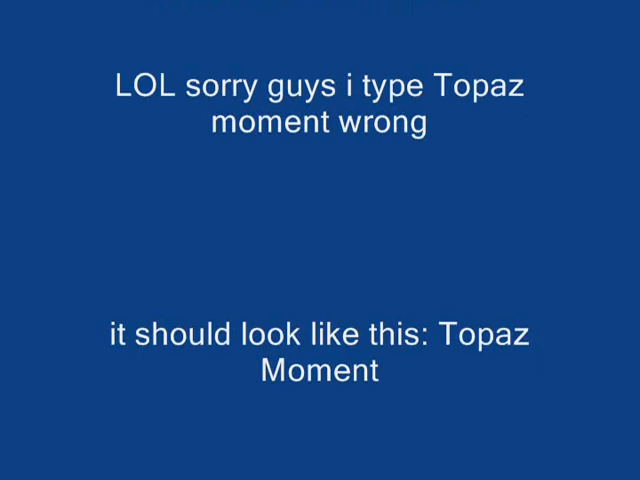 LOL sorry guys i type Topaz
moment wrong
it should look like this: Topaz
Moment